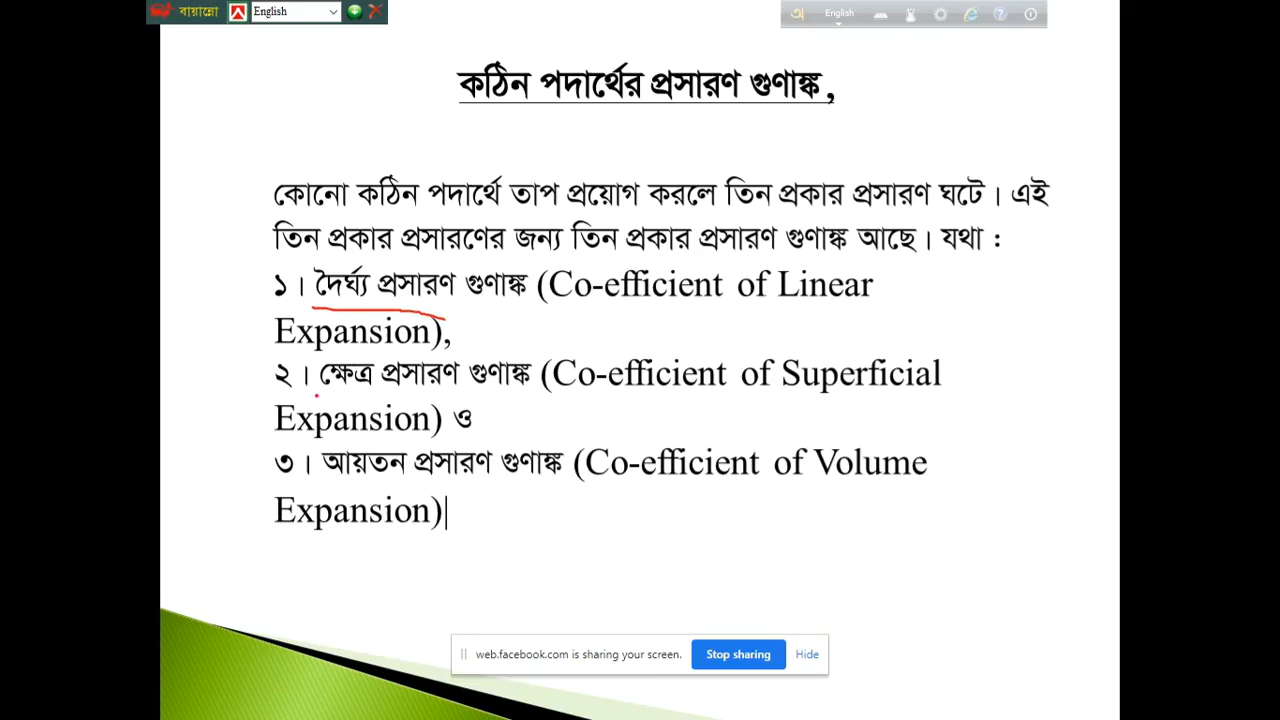 বায়ান্নো English
English
কঠিন পদার্থের প্রসারণ গুণাঙ্ক,
কোনো কঠিন পদার্থে তাপ প্রয়োগ করলে তিন প্রকার প্রসারণ ঘটে। এই
তিন প্রকার প্রসারণের জন্য তিন প্রকার প্রসারণ গুণাঙ্ক আছে। যথা :
১। দৈর্ঘ্য প্রসারণ গুণাঙ্ক (Co-efficient of Linear
Expansion),
২। ক্ষেত্র প্রসারণ গুণাঙ্ক (Co-efficient of Superficial
Expansion) ও
৩। আয়তন প্রসারণ গুণাঙ্ক (Co-efficient of Volume
Expansion)
web.facebook.com is sharing your screen. Stop sharing Hide